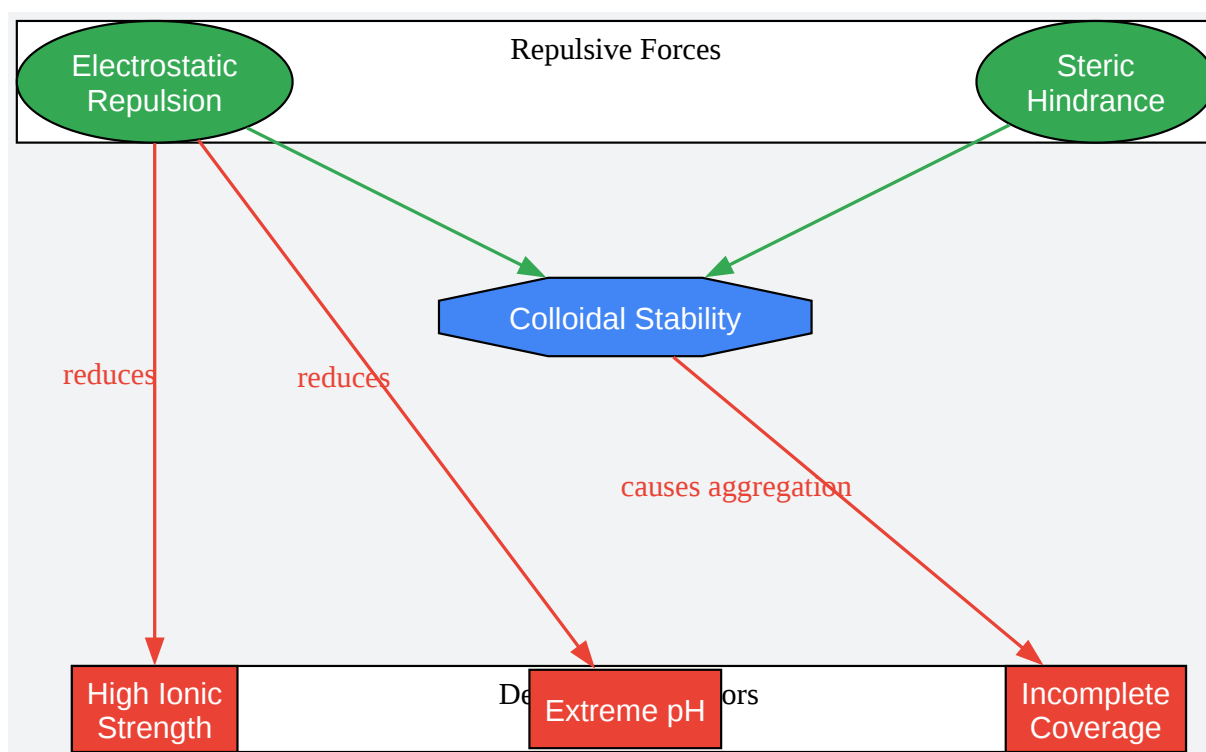 Electrostatic
Repulsion
Repulsive Forces
Steric
Hindrance
Colloidal Stability
reduces
reduces
causes aggregation
High Ionic
Strength
Extreme pH
Incomplete
Coverage